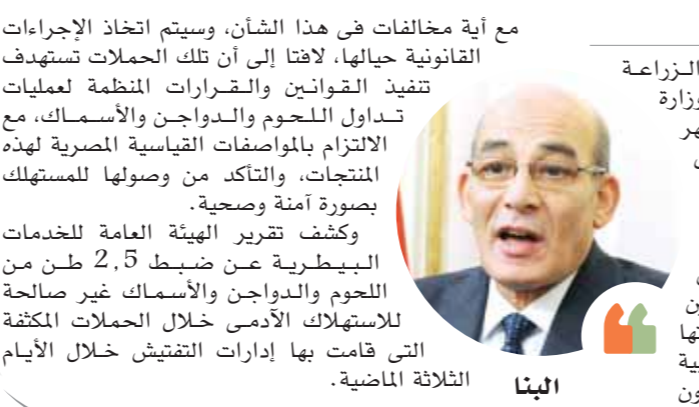 مع أية مخالفات فى هذا الشأن، وسيتم اتخاذ الإجراءات
القانونية حيالها، لافتا إلى أن تلك الحملات تستهدف
تنفيذ القوانين والقرارات المنظمة لعمليات
تداول اللحوم والدواجن والأسماك، مع
الالتزام بالمواصفات القياسية المصرية لهذه
المنتجات، والتأكد من وصولها للمستهلك
بصورة آمنة وصحية.
وكشف تقرير الهيئة العامة للخدمات
البيطرية عن ضبط 2,5 طن من
اللحوم والدواجن والأسماك غير صالحة
للاستهلاك الآدمى خلال الحملات المكثفة
التى قامت بها إدارات التفتيش خلال الأيام
الثلاثة الماضية.
البنا
الزراعة
وزارة